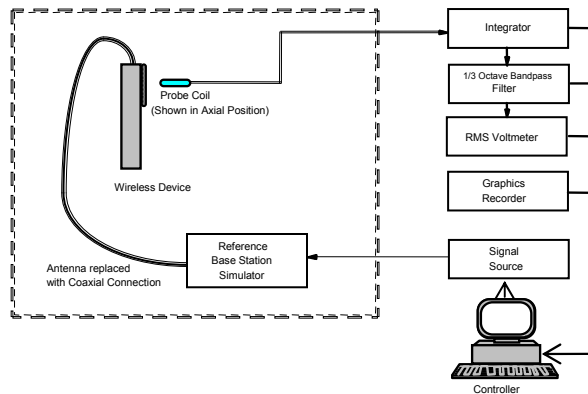 Integrator
1/3 Octave Bandpass
Filter
RMS Voltmeter
Graphics
Recorder
Signal
Source
Controller
Probe Coil
(Shown in Axial Position)
Wireless Device
Reference
Base Station
Simulator
Antenna replaced
with Coaxial Connection